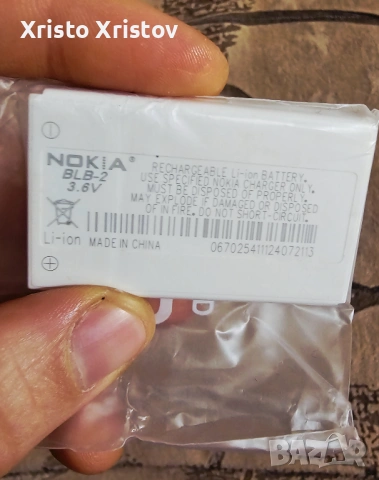 Xristo Xristov
NOKIA®
BLB-2
3.6V
RECHARGEABLE Li-ion BATTERY.
USE SPECIFIED NOKIA CHARGER ONLY.
MUST BE DISPOSED OF PROPERLY.
MAY EXPLODE IF DAMAGED OR DISPOSED
OF IN FIRE. DO NOT SHORT-CIRCUIT.
Li-ion MADE IN CHINA
067025411124072113
BAZAR